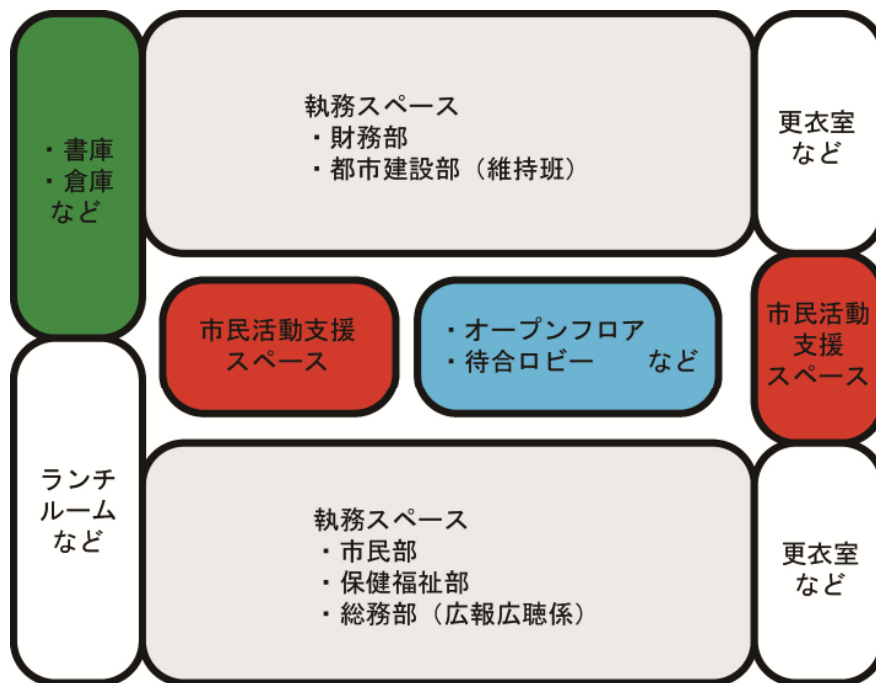 ・書庫
・倉庫
など
執務スペース
・財務部
・都市建設部（維持班）
更衣室
など
市民活動支援
スペース
・オープンフロア
・待合ロビー　　など
市民活動
支援
スペース
ランチ
ルーム
など
執務スペース
・市民部
・保健福祉部
・総務部（広報広聴係）
更衣室
など